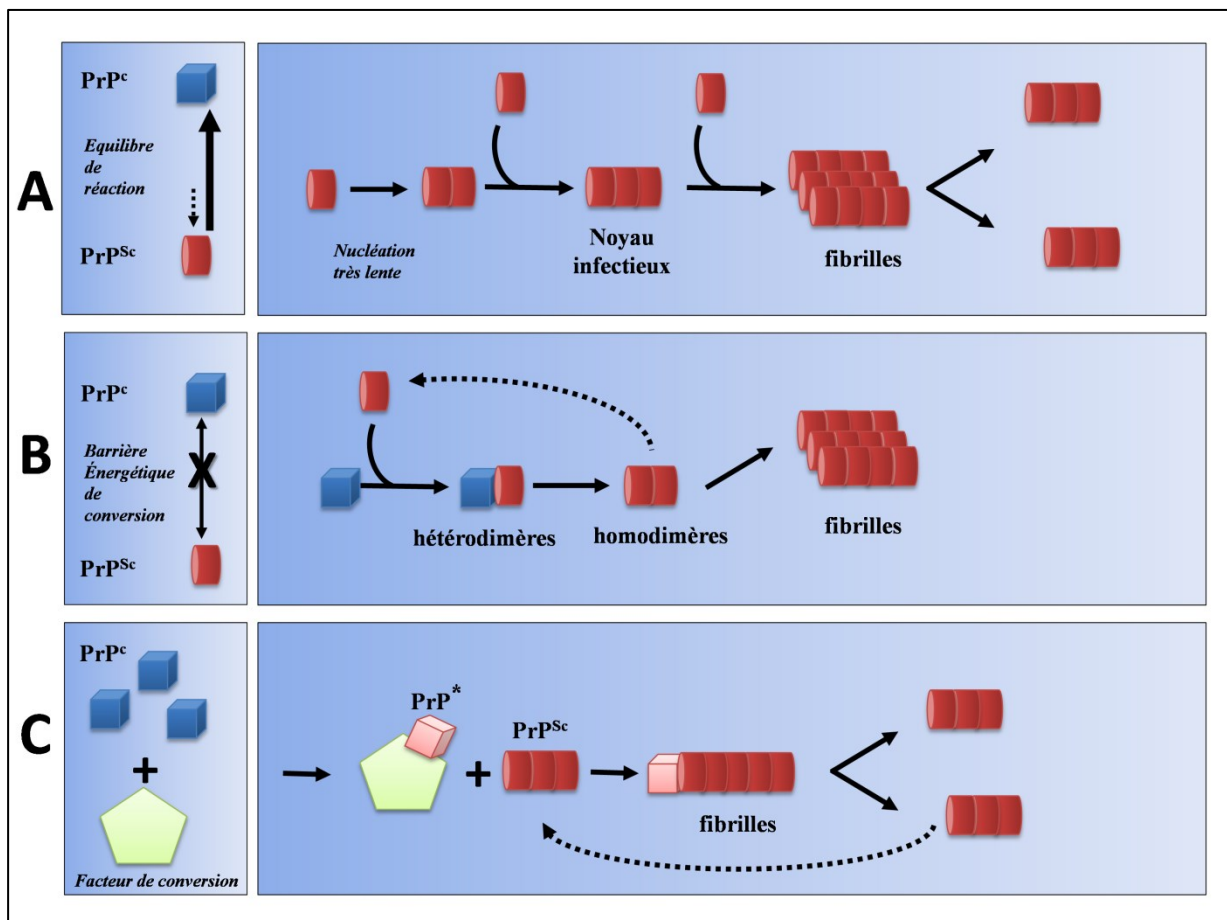 A
PrPᶜ
Equilibre
de
réaction
PrPˢᶜ
Nucléation
très lente
Noyau
infectieux
fibrilles
B
PrPᶜ
Barrière
Énergétique
de
conversion
X
PrPˢᶜ
hétérodimères
homodimères
fibrilles
C
PrPᶜ
+
Facteur de conversion
PrP*
+
PrPˢᶜ
fibrilles